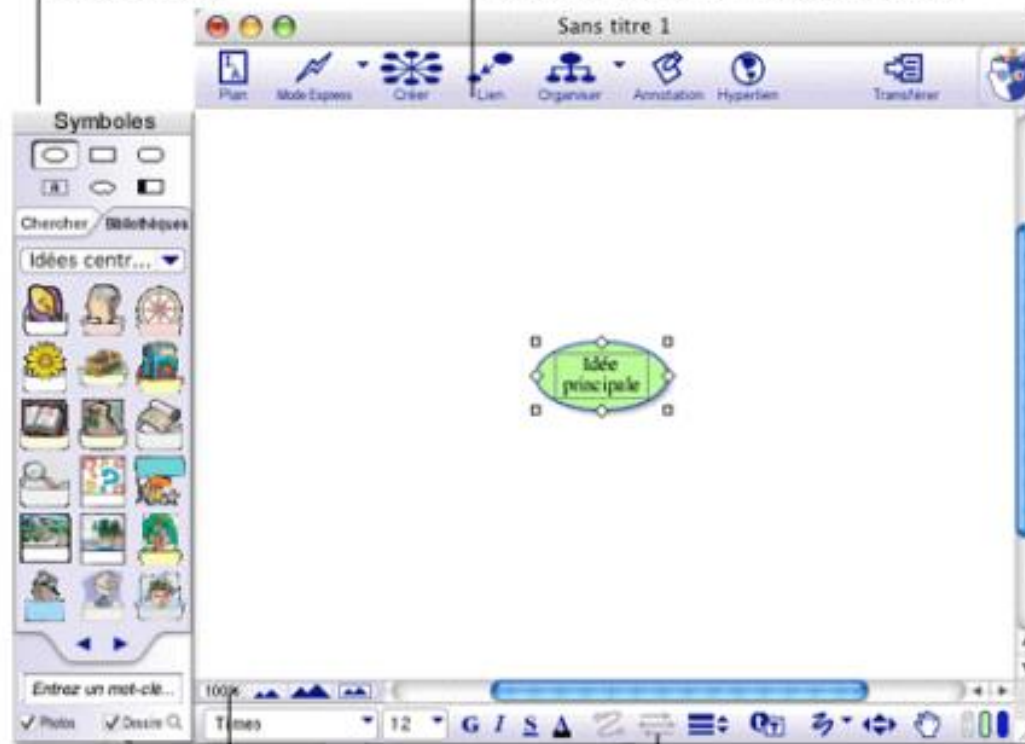 Sans titre 1
Plan Mode Express Créer Lien Organiser Annotation Hyperlien Transférer
Symboles
Chercher Bibliothèques
Idées centr...
Idée
principale
Entrez un mot-clé...
Photos Dessins
100%
Times 12 G I S A